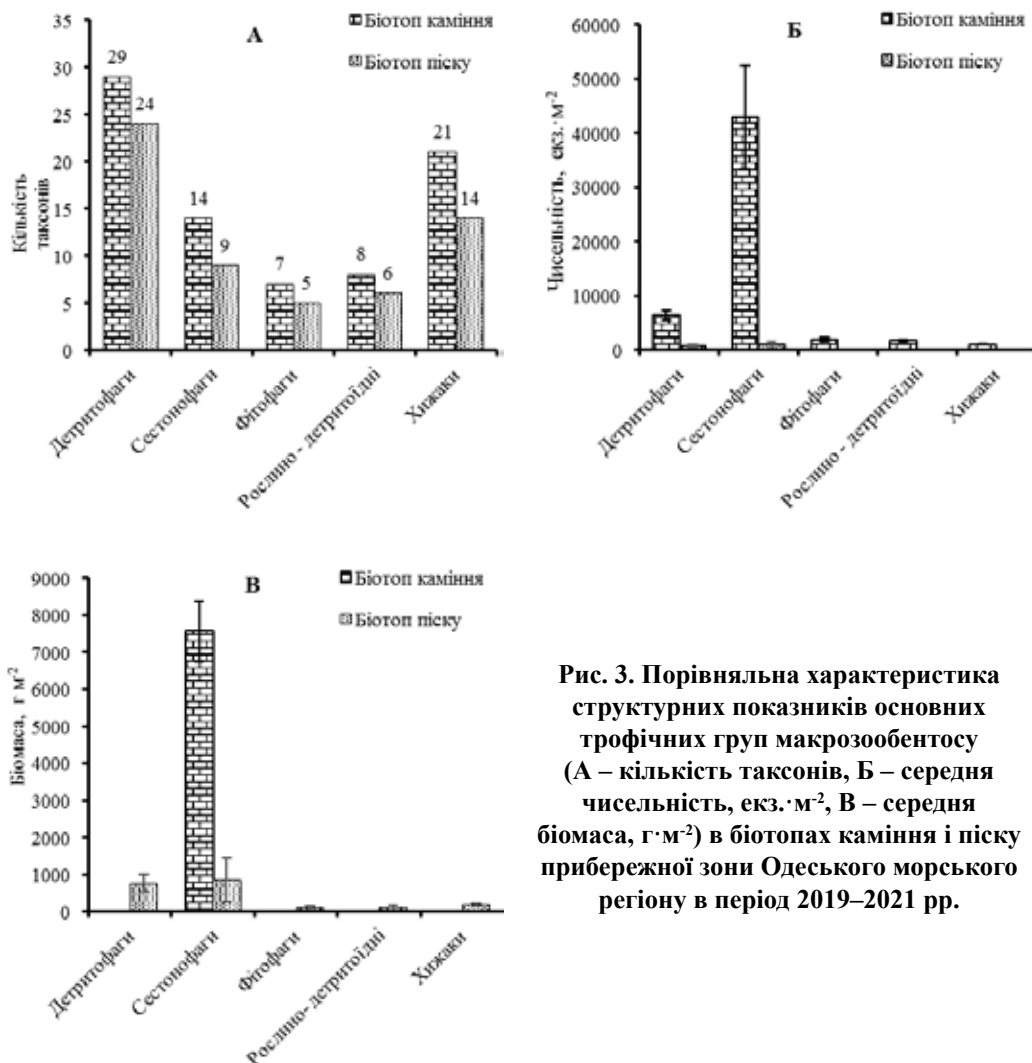 А
Біотоп каміння
Біотоп піску
Кількість
таксонів
35
30
25
20
15
10
5
0
29
24
14
9
7
5
8
6
21
14
Детритофаги
Сестонофаги
Фітофаги
Рослино - детритоїдні
Хижаки
Б
Біотоп каміння
Біотоп піску
Чисельність, екз.·м-2
60000
50000
40000
30000
20000
10000
0
Детритофаги
Сестонофаги
Фітофаги
Рослино - детритоїдні
Хижаки
В
Біотоп каміння
Біотоп піску
Біомаса, г м-2
9000
8000
7000
6000
5000
4000
3000
2000
1000
0
Детритофаги
Сестонофаги
Фітофаги
Рослино- детритоїдні
Хижаки
Рис. 3. Порівняльна характеристика
структурних показників основних
трофічних груп макрозообентосу
(А – кількість таксонів, Б – середня
чисельність, екз.·м-2, В – середня
біомаса, г·м-2) в біотопах каміння і піску
прибережної зони Одеського морського
регіону в період 2019–2021 рр.